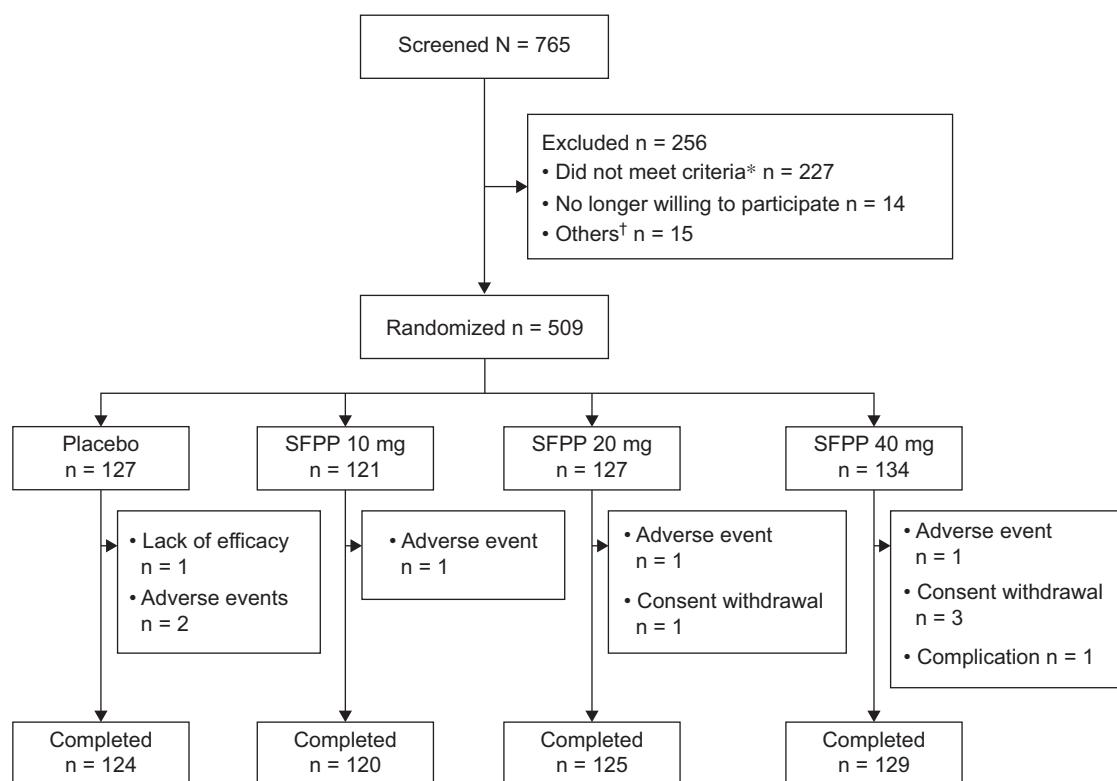 Screened N = 765
Excluded n = 256
• Did not meet criteria* n = 227
• No longer willing to participate n = 14
• Others† n = 15
Randomized n = 509
Placebo
n = 127
SFPP 10 mg
n = 121
SFPP 20 mg
n = 127
SFPP 40 mg
n = 134
• Lack of efficacy
n = 1
• Adverse events
n = 2
• Adverse event
n = 1
• Adverse event
n = 1
• Consent withdrawal
n = 1
• Adverse event
n = 1
• Consent withdrawal
n = 3
• Complication n = 1
Completed
n = 124
Completed
n = 120
Completed
n = 125
Completed
n = 129